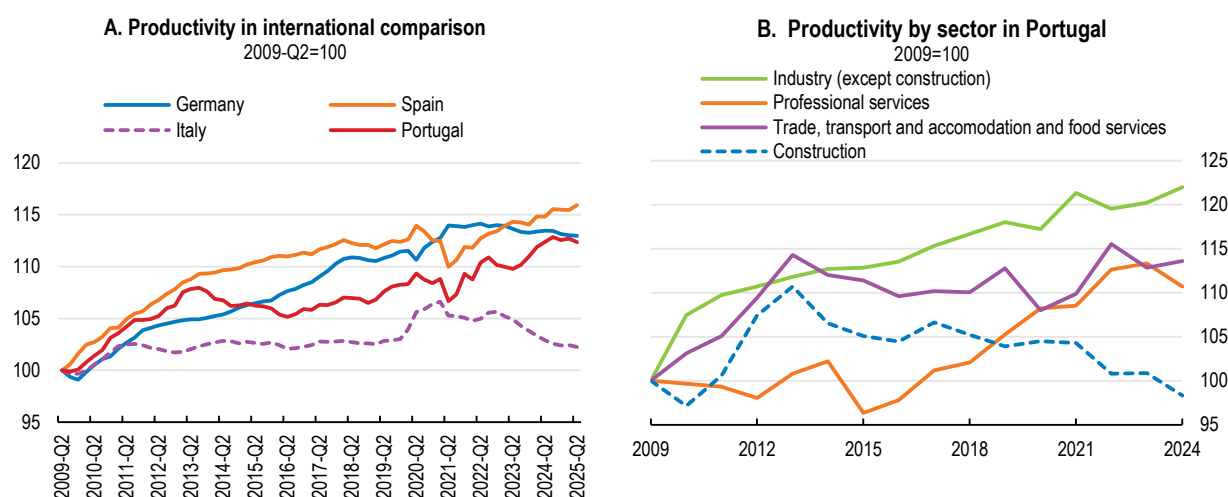 A. Productivity in international comparison
2009-Q2=100
Germany
Spain
Italy
Portugal
120
115
110
105
100
95
2009-Q2
2010-Q2
2011-Q2
2012-Q2
2013-Q2
2014-Q2
2015-Q2
2016-Q2
2017-Q2
2018-Q2
2019-Q2
2020-Q2
2021-Q2
2022-Q2
2023-Q2
2024-Q2
2025-Q2
B. Productivity by sector in Portugal
2009=100
Industry (except construction)
Professional services
Trade, transport and accomodation and food services
Construction
125
120
115
110
105
100
95
2009
2012
2015
2018
2021
2024